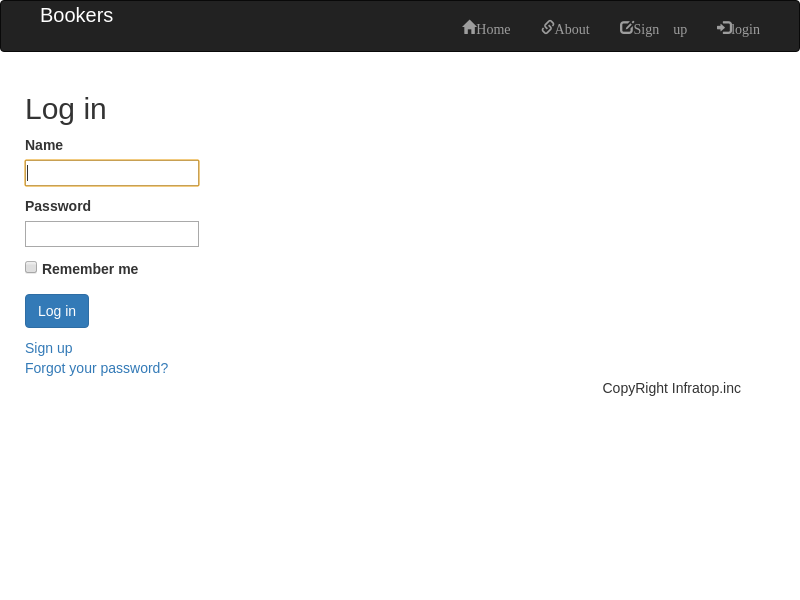 Bookers
Home About Sign up login
Log in
Name
Password
Remember me
Log in
Sign up
Forgot your password?
CopyRight Infratop.inc